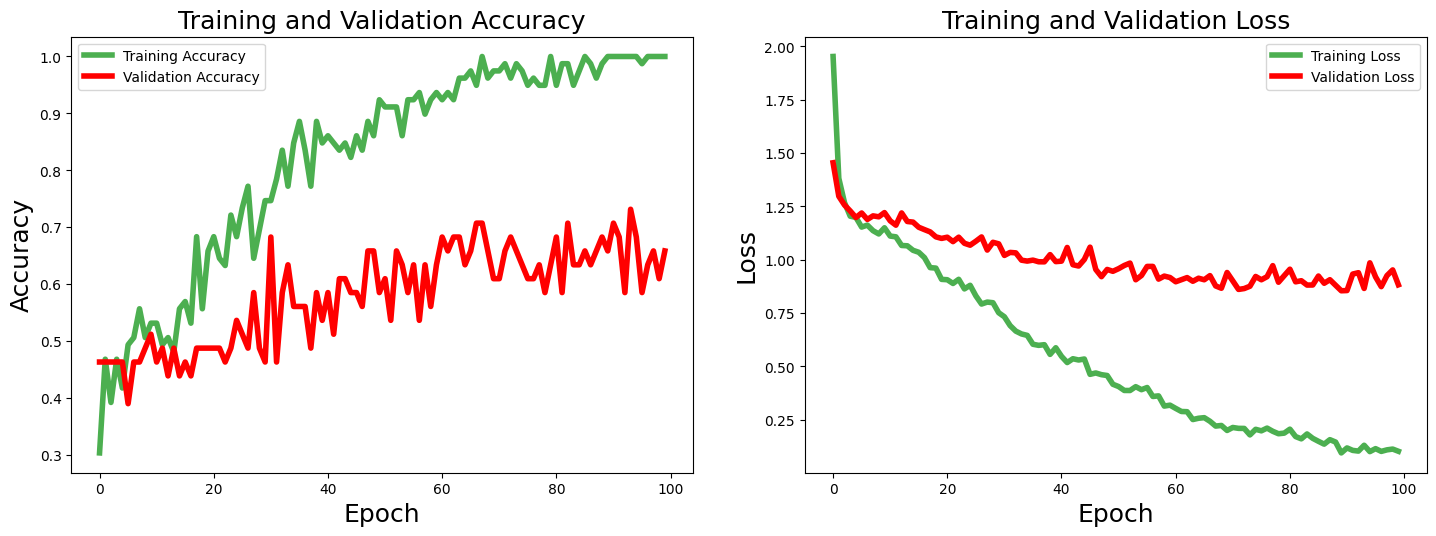 Training and Validation Accuracy
Training Accuracy
Validation Accuracy
1.0
0.9
0.8
0.7
0.6
0.5
0.4
0.3
Accuracy
0
20
40
60
80
100
Epoch
Training and Validation Loss
Training Loss
Validation Loss
2.00
1.75
1.50
1.25
1.00
0.75
0.50
0.25
Loss
0
20
40
60
80
100
Epoch